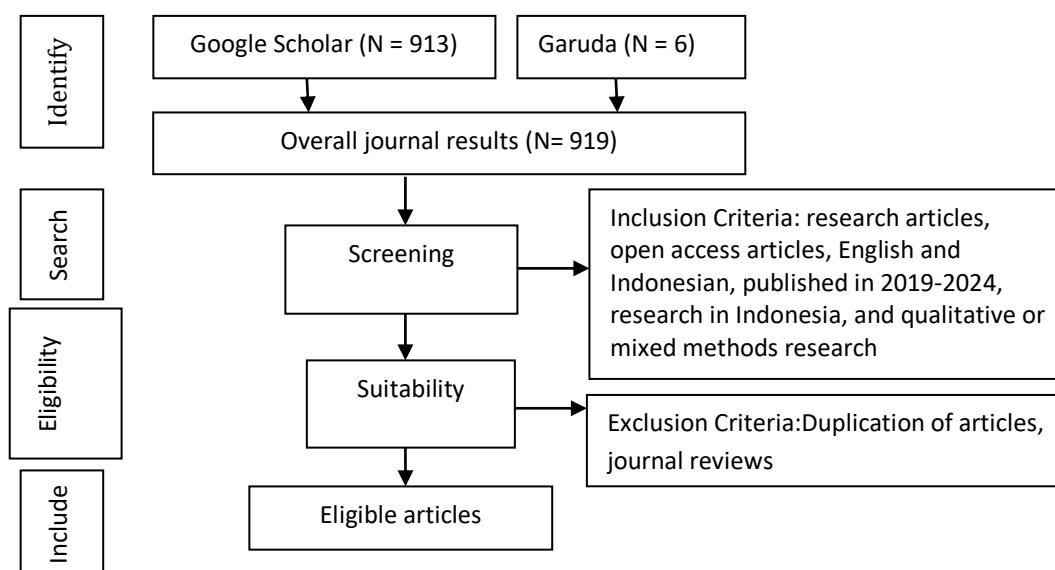 Identify
Google Scholar (N = 913)
Garuda (N = 6)
Overall journal results (N= 919)
Search
Screening
Inclusion Criteria: research articles,
open access articles, English and
Indonesian, published in 2019-2024,
research in Indonesia, and qualitative or
mixed methods research
Eligibility
Suitability
Exclusion Criteria:Duplication of articles,
journal reviews
Include
Eligible articles